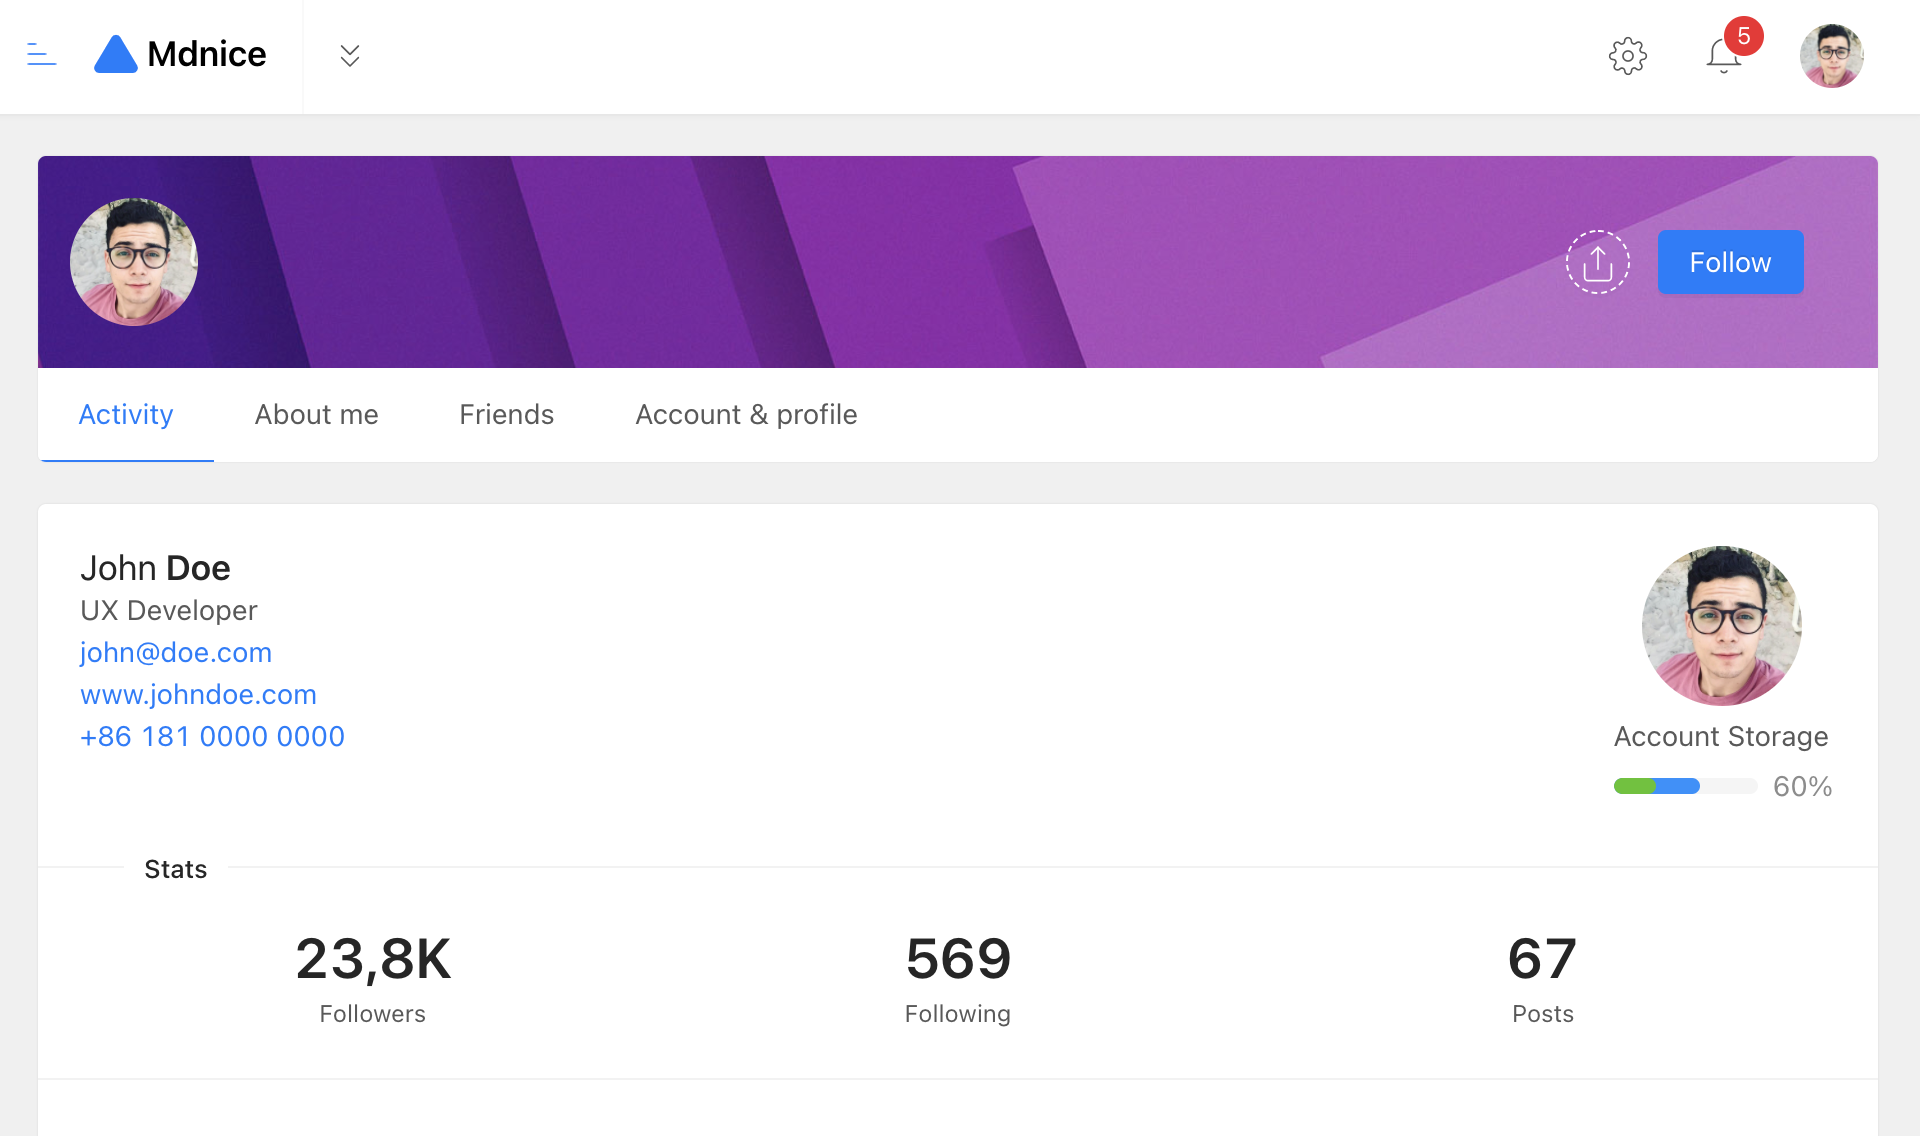 Mdnice
5
Follow
Activity
About me
Friends
Account & profile
John Doe
UX Developer
john@doe.com
www.johndoe.com
+86 181 0000 0000
Account Storage
60%
Stats
23,8K
Followers
569
Following
67
Posts